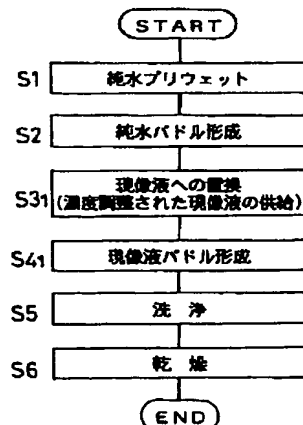 START
S1 純水プリウェット
S2 純水パドル形成
S31 現像液への置換
(濃度調整された現像液の供給)
S41 現像液パドル形成
S5 洗浄
S6 乾燥
END